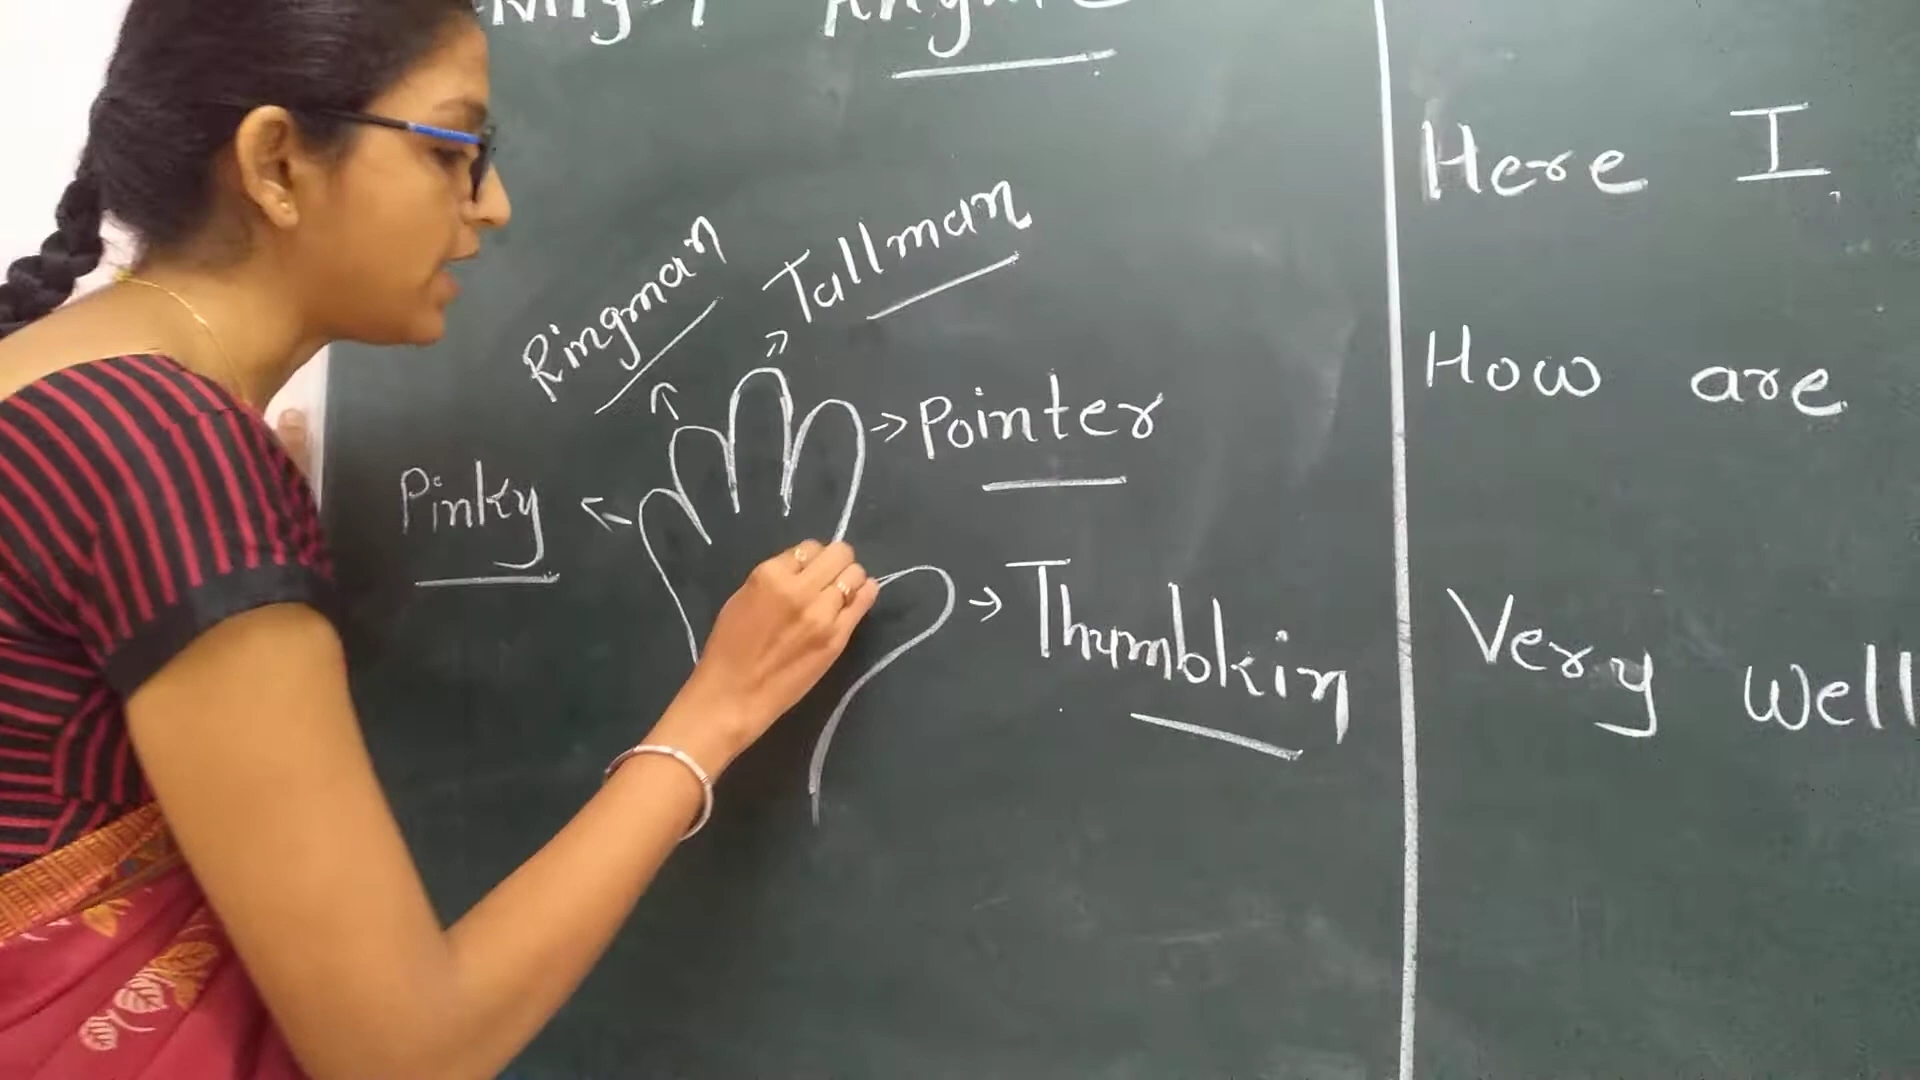 Ringman
Tallman
Pointer
Pinky
Thumbkin
Here I
How are
Very well